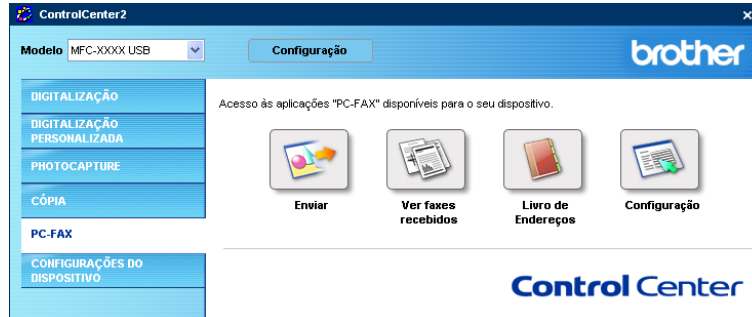 ControlCenter2
Modelo MFC-XXXX USB
Configuração
brother
DIGITALIZAÇÃO
DIGITALIZAÇÃO
PERSONALIZADA
PHOTOCAPTURE
CÓPIA
PC-FAX
CONFIGURAÇÕES DO
DISPOSITIVO
Acesso às aplicações "PC-FAX" disponíveis para o seu dispositivo.
Enviar
Ver faxes
recebidos
Livro de
Endereços
Configuração
Control Center